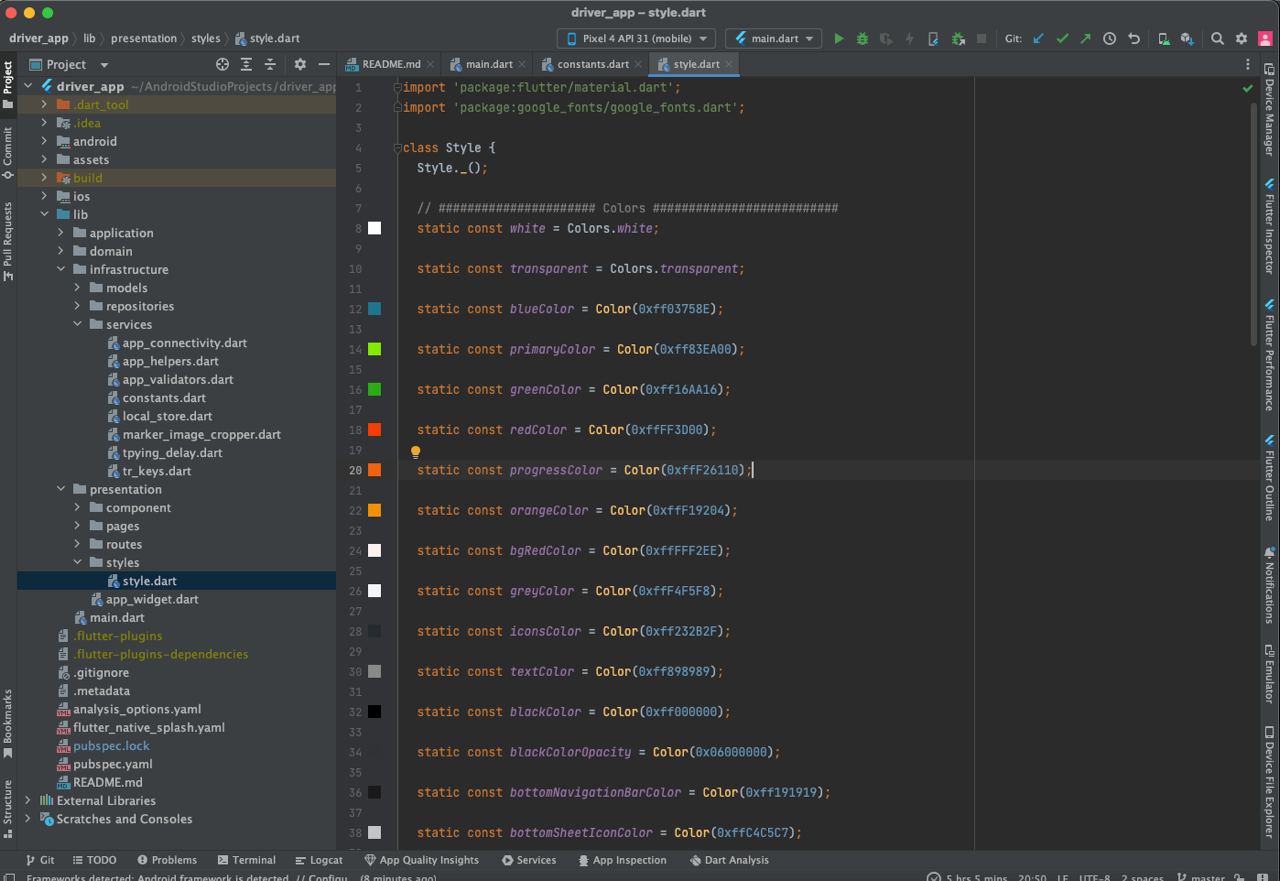 driver_app – style.dart
driver_app lib presentation styles style.dart
Pixel 4 API 31 (mobile) main.dart Git:
Project
README.md main.dart constants.dart style.dart
driver_app ~/AndroidStudioProjects/driver_app
.dart_tool
.idea
android
assets
build
ios
lib
application
domain
infrastructure
models
repositories
services
app_connectivity.dart
app_helpers.dart
app_validators.dart
constants.dart
local_store.dart
marker_image_cropper.dart
tpying_delay.dart
tr_keys.dart
presentation
component
pages
routes
styles
style.dart
app_widget.dart
main.dart
.flutter-plugins
.flutter-plugins-dependencies
.gitignore
.metadata
analysis_options.yaml
flutter_native_splash.yaml
pubspec.lock
pubspec.yaml
README.md
External Libraries
Scratches and Consoles
1 import 'package:flutter/material.dart';
2 import 'package:google_fonts/google_fonts.dart';
3
4 class Style {
5 Style._();
6
7 // ###################### Colors ##########################
8 static const white = Colors.white;
9
10 static const transparent = Colors.transparent;
11
12 static const blueColor = Color(0xff03758E);
13
14 static const primaryColor = Color(0xff83EA00);
15
16 static const greenColor = Color(0xff16AA16);
17
18 static const redColor = Color(0xffFF3D00);
19
20 static const progressColor = Color(0xffF26110);
21
22 static const orangeColor = Color(0xffF19204);
23
24 static const bgRedColor = Color(0xffFFF2EE);
25
26 static const greyColor = Color(0xffF4F5F8);
27
28 static const iconsColor = Color(0xff232B2F);
29
30 static const textColor = Color(0xff898989);
31
32 static const blackColor = Color(0xff000000);
33
34 static const blackColorOpacity = Color(0x06000000);
35
36 static const bottomNavigationBarColor = Color(0xff191919);
37
38 static const bottomSheetIconColor = Color(0xffC4C5C7);
Project
Commit
Pull Requests
Bookmarks
Structure
Device Manager
Flutter Inspector
Flutter Performance
Flutter Outline
Notifications
Emulator
Device File Explorer
Git TODO Problems Terminal Logcat App Quality Insights Services App Inspection Dart Analysis
Frameworks detected: Android framework is detected. // Configu... (8 minutes ago) 5 hrs 5 mins 20:50 LF UTF-8 2 spaces master